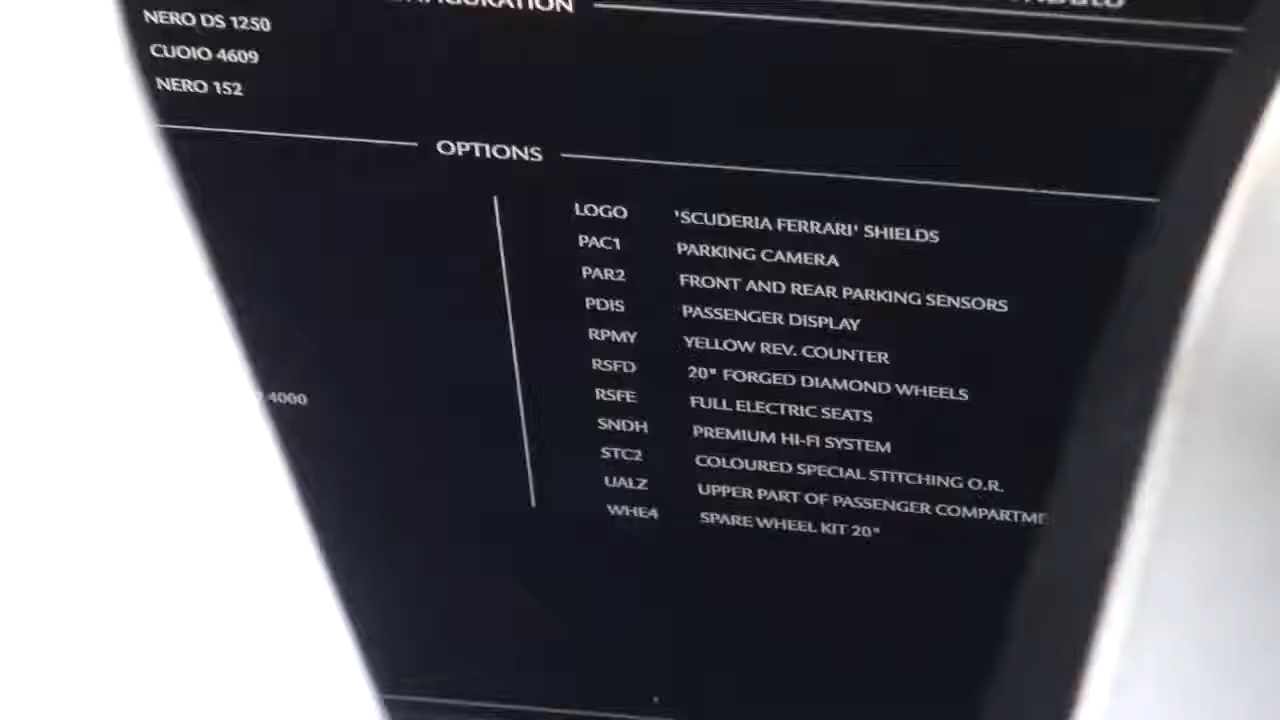 NERO DS 1250
CUOIO 4609
NERO 152
OPTIONS
LOGO 'SCUDERIA FERRARI' SHIELDS
PAC1 PARKING CAMERA
PAR2 FRONT AND REAR PARKING SENSORS
PDIS PASSENGER DISPLAY
RPMY YELLOW REV. COUNTER
RSFD 20" FORGED DIAMOND WHEELS
RSFE FULL ELECTRIC SEATS
SNDH PREMIUM HI-FI SYSTEM
STC2 COLOURED SPECIAL STITCHING O.R.
UALZ UPPER PART OF PASSENGER COMPARTME
WHE4 SPARE WHEEL KIT 20"
4000